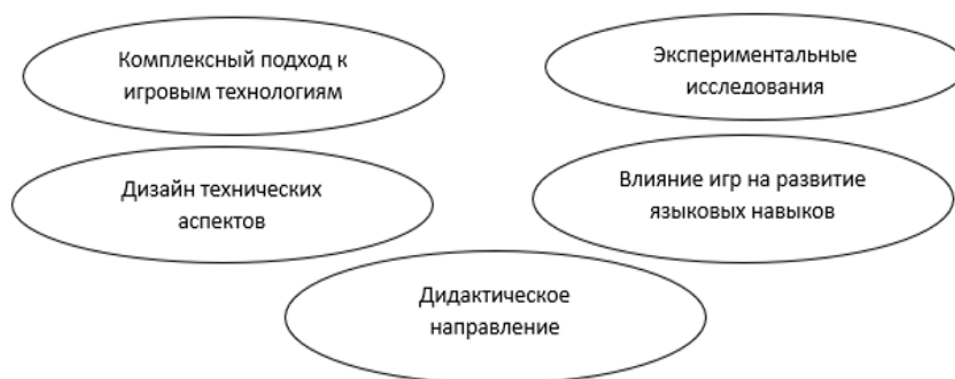 Комплексный подход к
игровым технологиям
Экспериментальные
исследования
Дизайн технических
аспектов
Влияние игр на развитие
языковых навыков
Дидактическое
направление